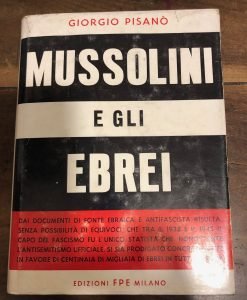 GIORGIO PISANÒ
MUSSOLINI
E GLI
EBREI
DAI DOCUMENTI DI FONTE EBRAICA E ANTIFASCISTA RISULTA,
SENZA POSSIBILITÀ DI EQUIVOCI, CHE TRA IL 1938 E IL 1945 IL
CAPO DEL FASCISMO FU L'UNICO STATISTA CHE, NONOSTANTE
L'ANTISEMITISMO UFFICIALE, SI SIA PRODIGATO CONCRETAMENTE
IN FAVORE DI CENTINAIA DI MIGLIAIA DI EBREI IN TUTTA
EDIZIONI FPE MILANO